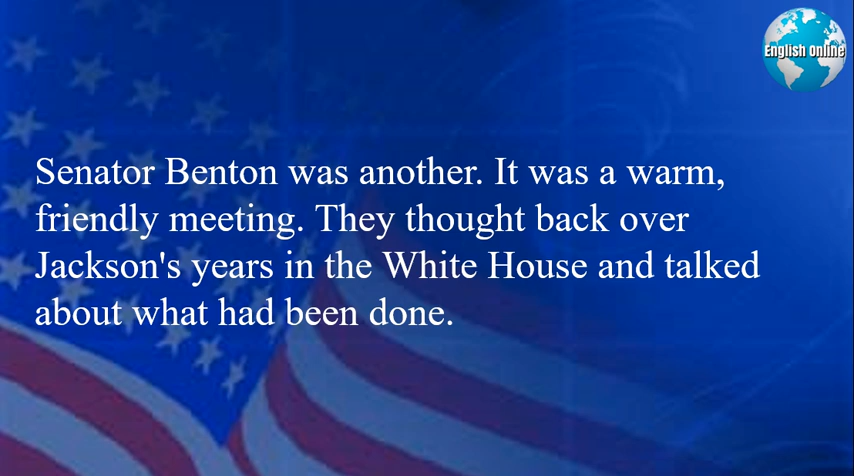 English Online
Senator Benton was another. It was a warm,
friendly meeting. They thought back over
Jackson's years in the White House and talked
about what had been done.